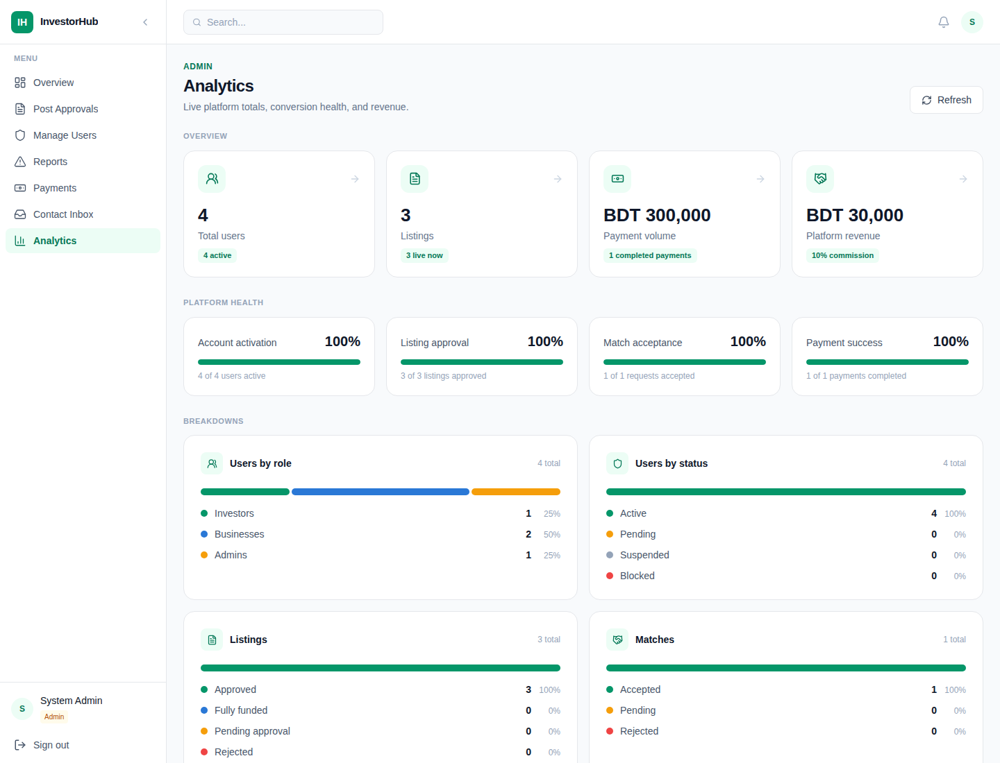 IH
InvestorHub
Search...
S
MENU
Overview
Post Approvals
Manage Users
Reports
Payments
Contact Inbox
Analytics
S
System Admin
Admin
Sign out
ADMIN
Analytics
Live platform totals, conversion health, and revenue.
Refresh
OVERVIEW
4
Total users
4 active
3
Listings
3 live now
BDT 300,000
Payment volume
1 completed payments
BDT 30,000
Platform revenue
10% commission
PLATFORM HEALTH
Account activation 100%
4 of 4 users active
Listing approval 100%
3 of 3 listings approved
Match acceptance 100%
1 of 1 requests accepted
Payment success 100%
1 of 1 payments completed
BREAKDOWNS
Users by role 4 total
Investors 1 25%
Businesses 2 50%
Admins 1 25%
Users by status 4 total
Active 4 100%
Pending 0 0%
Suspended 0 0%
Blocked 0 0%
Listings 3 total
Approved 3 100%
Fully funded 0 0%
Pending approval 0 0%
Rejected 0 0%
Matches 1 total
Accepted 1 100%
Pending 0 0%
Rejected 0 0%